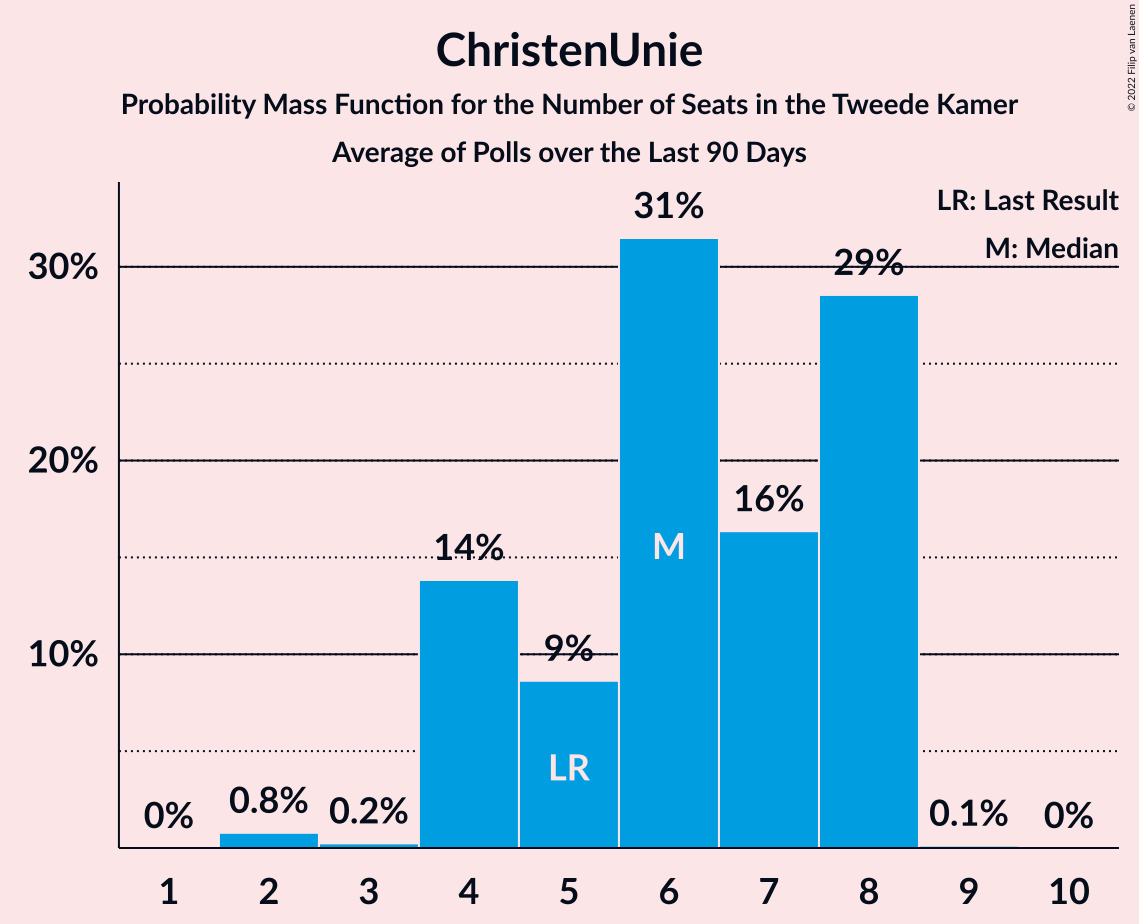 ChristenUnie
Probability Mass Function for the Number of Seats in the Tweede Kamer
Average of Polls over the Last 90 Days
© 2022 Filip van Laenen
LR: Last Result
M: Median
30%
20%
10%
0%
0.8%
0.2%
14%
9%
31%
16%
29%
0.1%
0%
LR
M
1 2 3 4 5 6 7 8 9 10